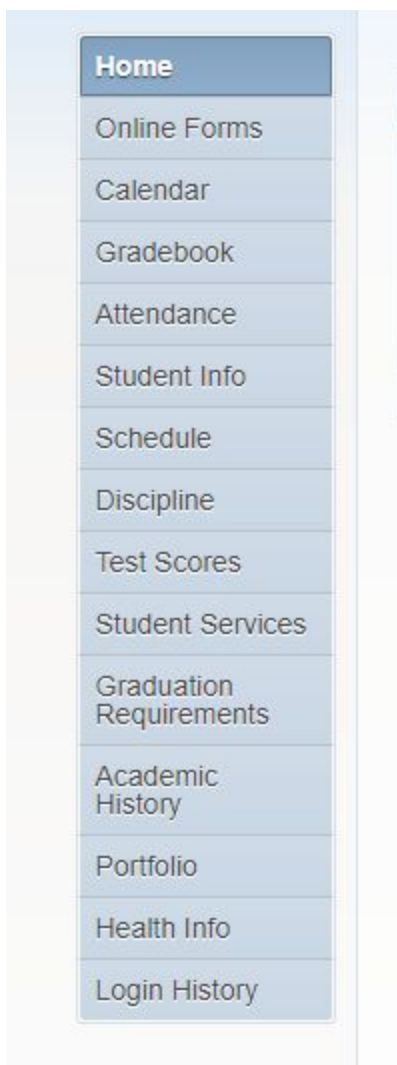 Home
Online Forms
Calendar
Gradebook
Attendance
Student Info
Schedule
Discipline
Test Scores
Student Services
Graduation
Requirements
Academic
History
Portfolio
Health Info
Login History